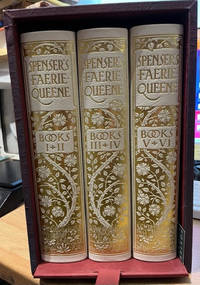 SPENSER'S
FAERIE
QUEENE
BOOKS
I • II
SPENSER'S
FAERIE
QUEENE
BOOKS
III • IV
SPENSER'S
FAERIE
QUEENE
BOOKS
V • VI